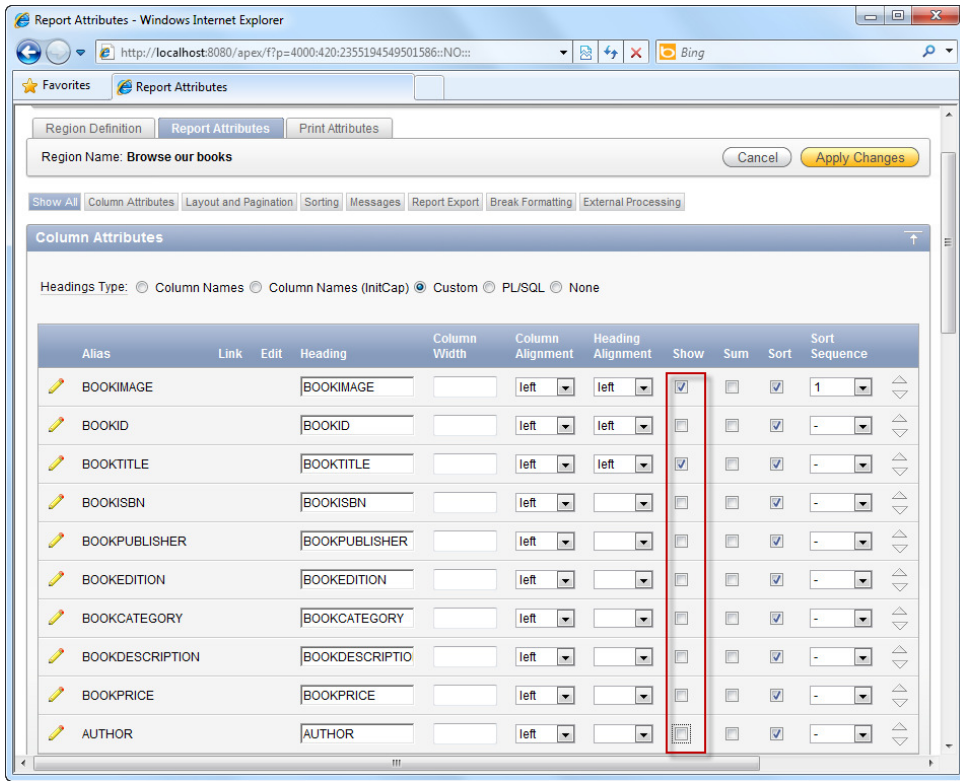 Report Attributes - Windows Internet Explorer
http://localhost:8080/apex/f?p=4000:420:2355194549501586::NO:::
Bing
Favorites
Report Attributes
Region Definition Report Attributes Print Attributes
Region Name: Browse our books Cancel Apply Changes
Show All Column Attributes Layout and Pagination Sorting Messages Report Export Break Formatting External Processing
Column Attributes
Headings Type: Column Names Column Names (InitCap) Custom PL/SQL None
Alias Link Edit Heading Column Width Column Alignment Heading Alignment Show Sum Sort Sort Sequence
BOOKIMAGE BOOKIMAGE left left 1
BOOKID BOOKID left left -
BOOKTITLE BOOKTITLE left left -
BOOKISBN BOOKISBN left -
BOOKPUBLISHER BOOKPUBLISHER left -
BOOKEDITION BOOKEDITION left -
BOOKCATEGORY BOOKCATEGORY left -
BOOKDESCRIPTION BOOKDESCRIPTIO left -
BOOKPRICE BOOKPRICE left -
AUTHOR AUTHOR left -